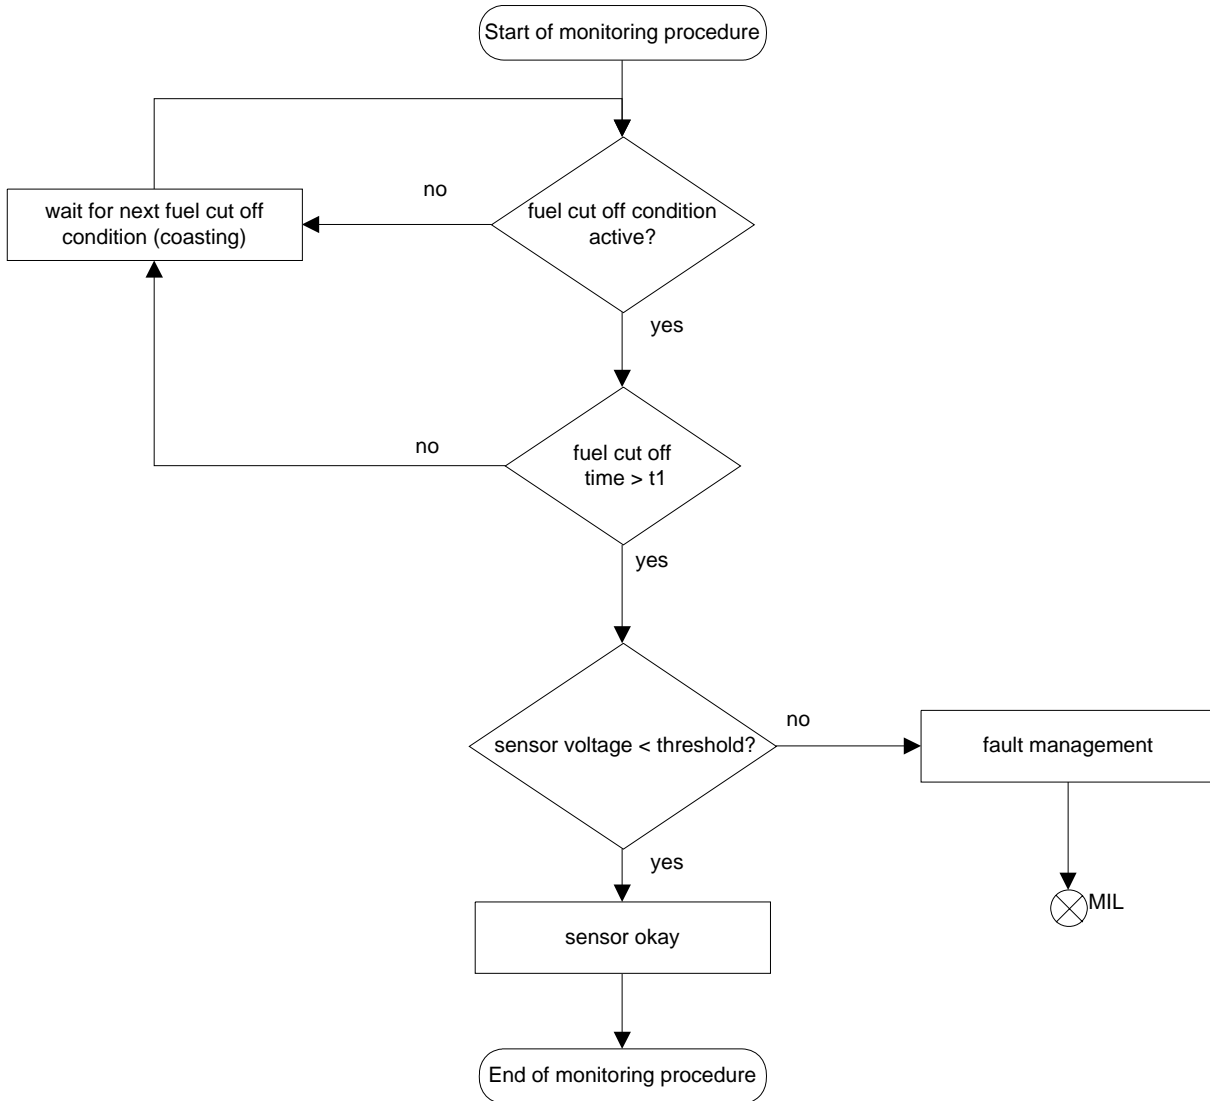 Start of monitoring procedure
no
wait for next fuel cut off
condition (coasting)
fuel cut off condition
active?
yes
no
fuel cut off
time > t1
yes
no
sensor voltage < threshold?
fault management
yes
MIL
sensor okay
End of monitoring procedure